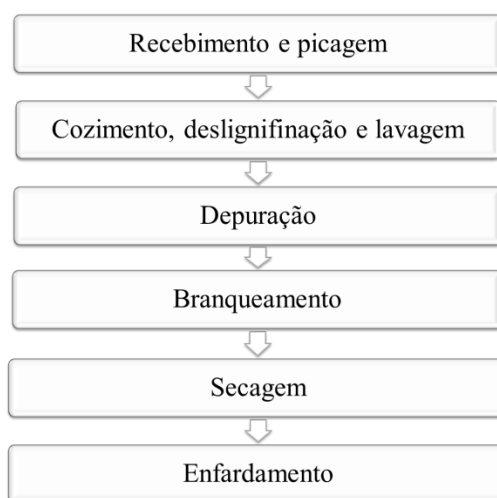 Recebimento e picagem
Cozimento, deslignifinação e lavagem
Depuração
Branqueamento
Secagem
Enfardamento